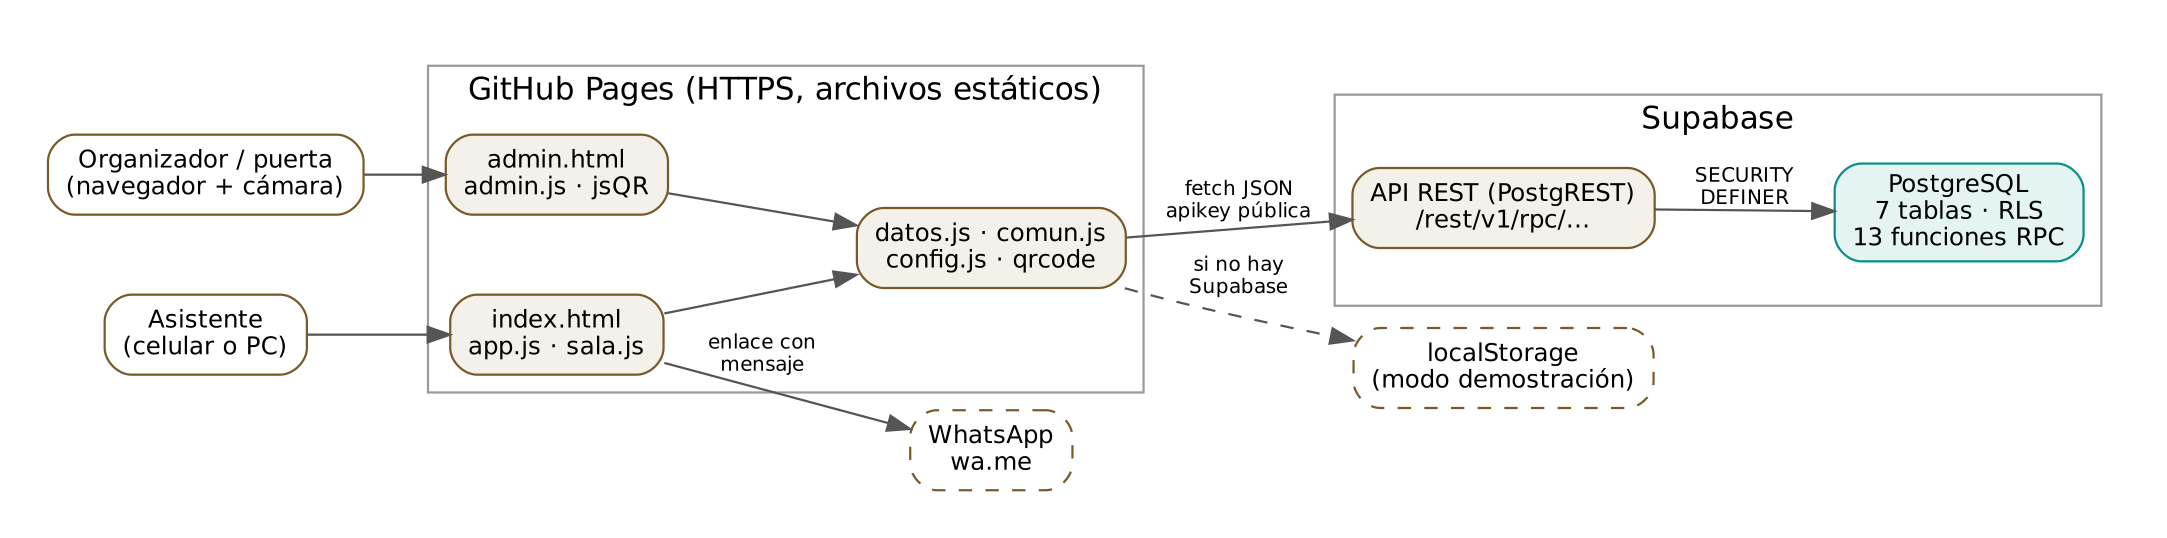 GitHub Pages (HTTPS, archivos estáticos)
Supabase
Organizador / puerta
(navegador + cámara)
admin.html
admin.js · jsQR
Asistente
(celular o PC)
index.html
app.js · sala.js
datos.js · comun.js
config.js · qrcode
enlace con
mensaje
WhatsApp
wa.me
fetch JSON
apikey pública
si no hay
Supabase
API REST (PostgREST)
/rest/v1/rpc/...
SECURITY
DEFINER
PostgreSQL
7 tablas · RLS
13 funciones RPC
localStorage
(modo demostración)